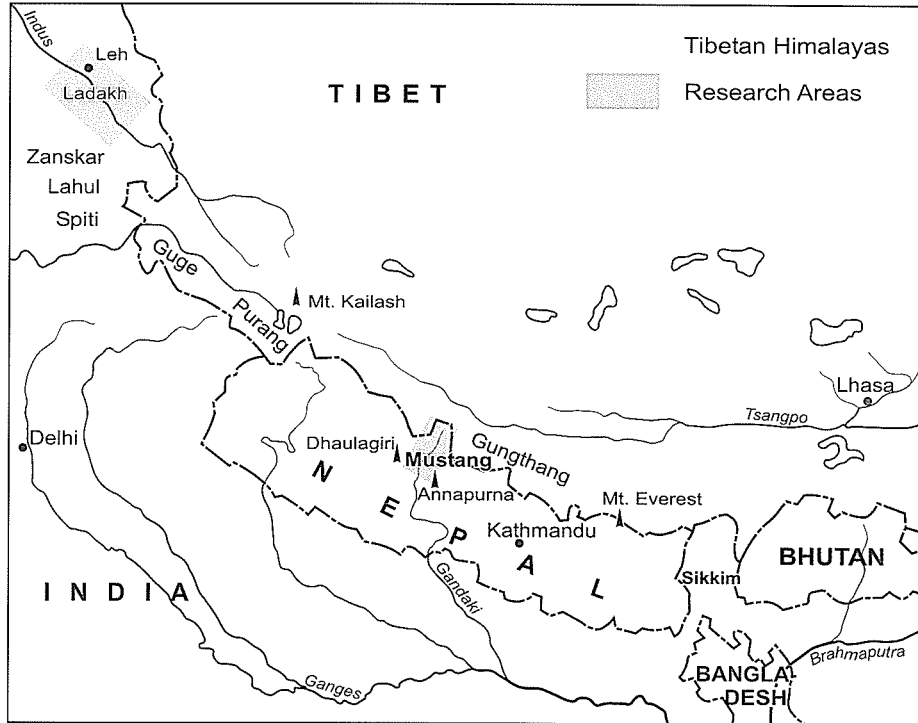 Indus
Leh
Ladakh
TIBET
Tibetan Himalayas
Research Areas
Zanskar
Lahul
Spiti
Guge
Purang
Mt. Kailash
Lhasa
Tsangpo
Delhi
Dhaulagiri
Mustang
Gungthang
Annapurna
Mt. Everest
NEPAL
Kathmandu
Sikkim
BHUTAN
INDIA
Gandaki
Ganges
Brahmaputra
BANGLA
DESH